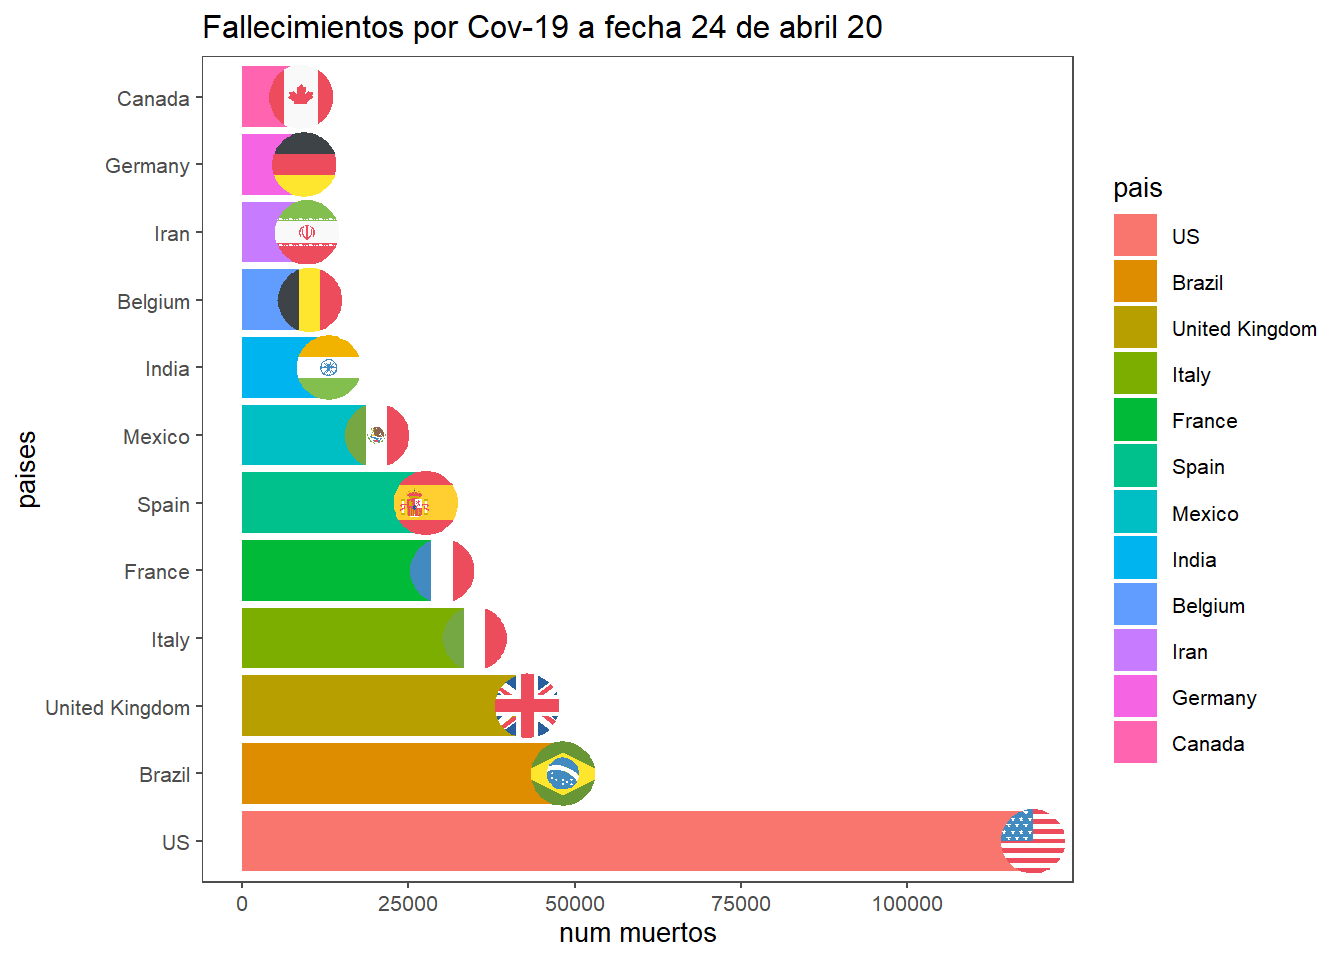 Fallecimientos por Cov-19 a fecha 24 de abril 20
paises
Canada
Germany
Iran
Belgium
India
Mexico
Spain
France
Italy
United Kingdom
Brazil
US
0
25000
50000
75000
100000
num muertos
pais
US
Brazil
United Kingdom
Italy
France
Spain
Mexico
India
Belgium
Iran
Germany
Canada